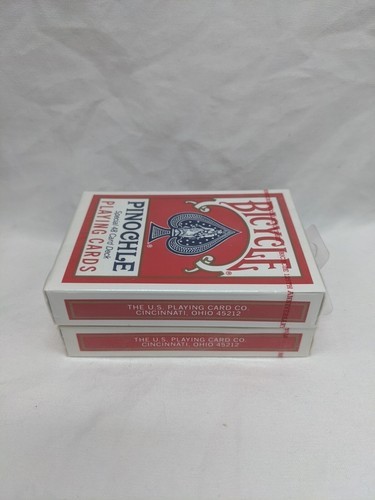 BICYCLE
®
PINOCHLE
Special 48 Card Deck
PLAYING CARDS
THE U.S. PLAYING CARD CO
CINCINNATI, OHIO 45212
THE U.S. PLAYING CARD CO
CINCINNATI, OHIO 45212